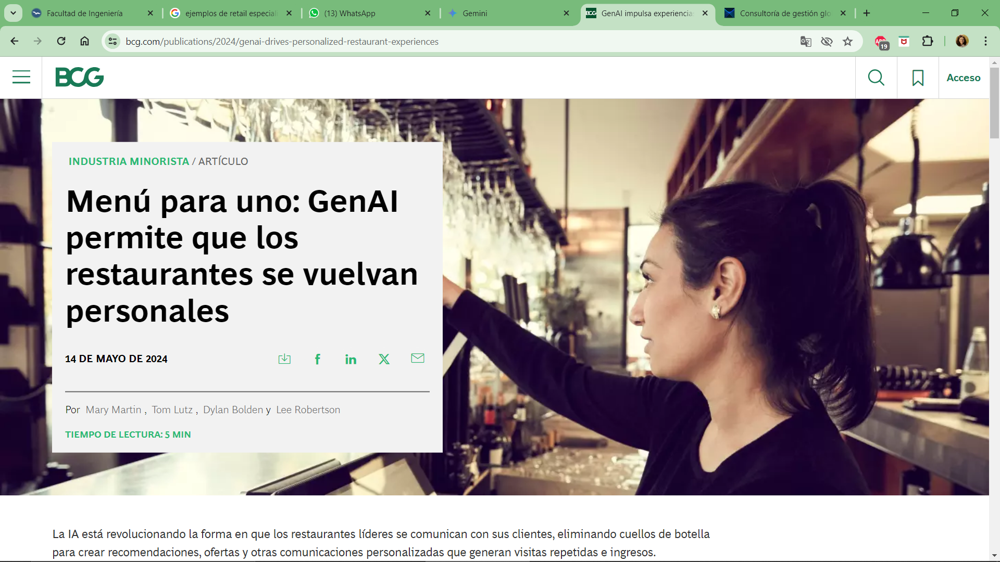 Facultad de Ingeniería
ejemplos de retail especiali
(13) WhatsApp
Gemini
GenAI impulsa experiencias
Consultoría de gestión glo
bcg.com/publications/2024/genai-drives-personalized-restaurant-experiences
19
BCG
Acceso
INDUSTRIA MINORISTA / ARTÍCULO
Menú para uno: GenAI
permite que los
restaurantes se vuelvan
personales
14 DE MAYO DE 2024
Por Mary Martin , Tom Lutz , Dylan Bolden y Lee Robertson
TIEMPO DE LECTURA: 5 MIN
La IA está revolucionando la forma en que los restaurantes líderes se comunican con sus clientes, eliminando cuellos de botella
para crear recomendaciones, ofertas y otras comunicaciones personalizadas que generan visitas repetidas e ingresos.